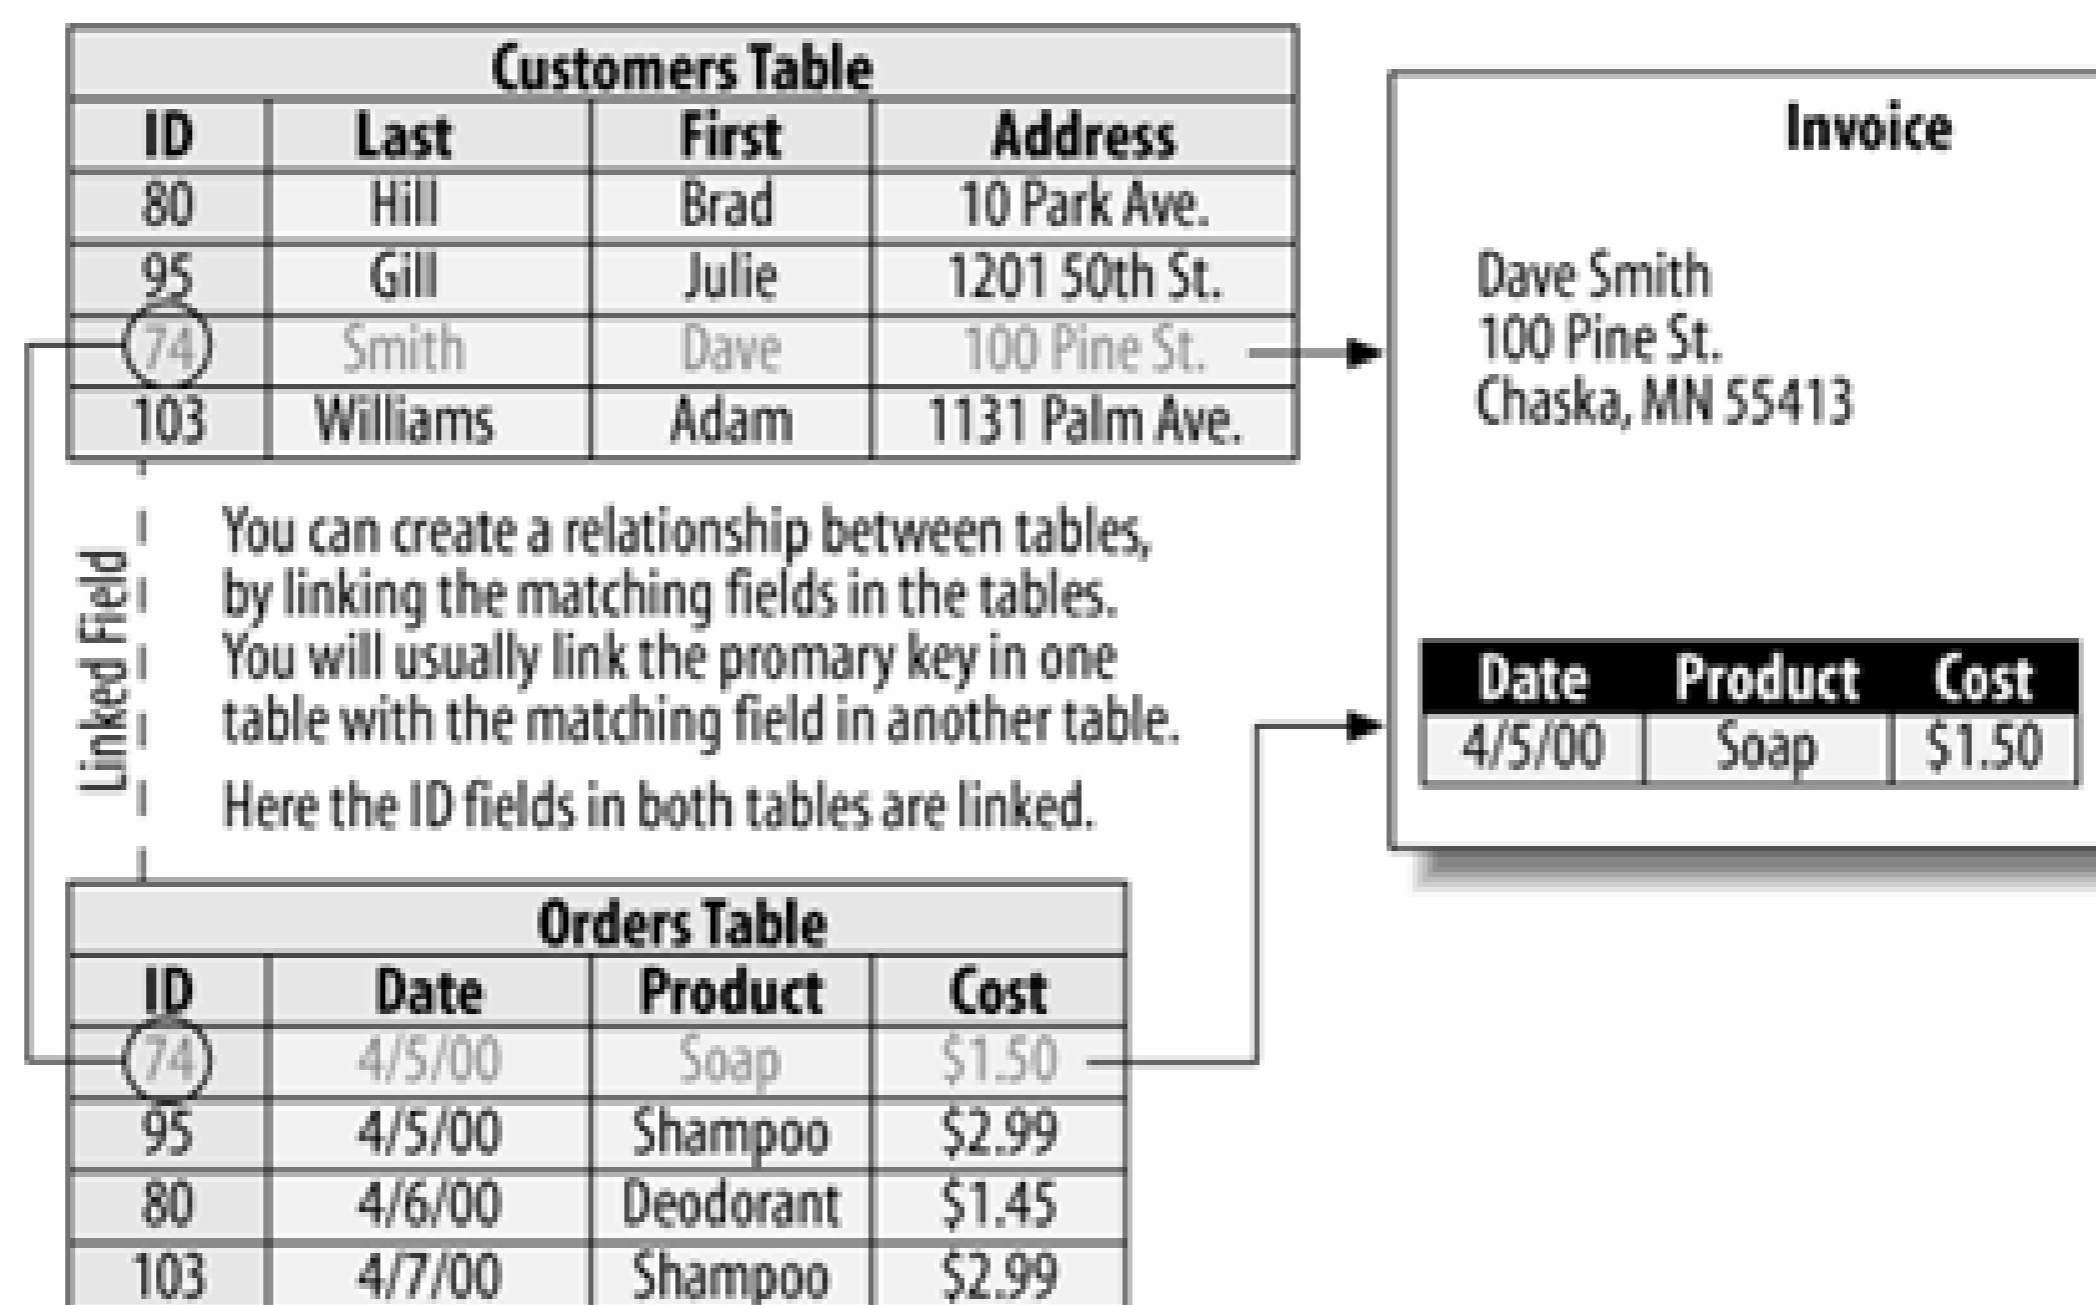 Customers Table
ID Last First Address
80 Hill Brad 10 Park Ave.
95 Gill Julie 1201 50th St.
74 Smith Dave 100 Pine St.
103 Williams Adam 1131 Palm Ave.
Linked Field
You can create a relationship between tables,
by linking the matching fields in the tables.
You will usually link the promary key in one
table with the matching field in another table.
Here the ID fields in both tables are linked.
Orders Table
ID Date Product Cost
74 4/5/00 Soap $1.50
95 4/5/00 Shampoo $2.99
80 4/6/00 Deodorant $1.45
103 4/7/00 Shampoo $2.99
Invoice
Dave Smith
100 Pine St.
Chaska, MN 55413
Date Product Cost
4/5/00 Soap $1.50